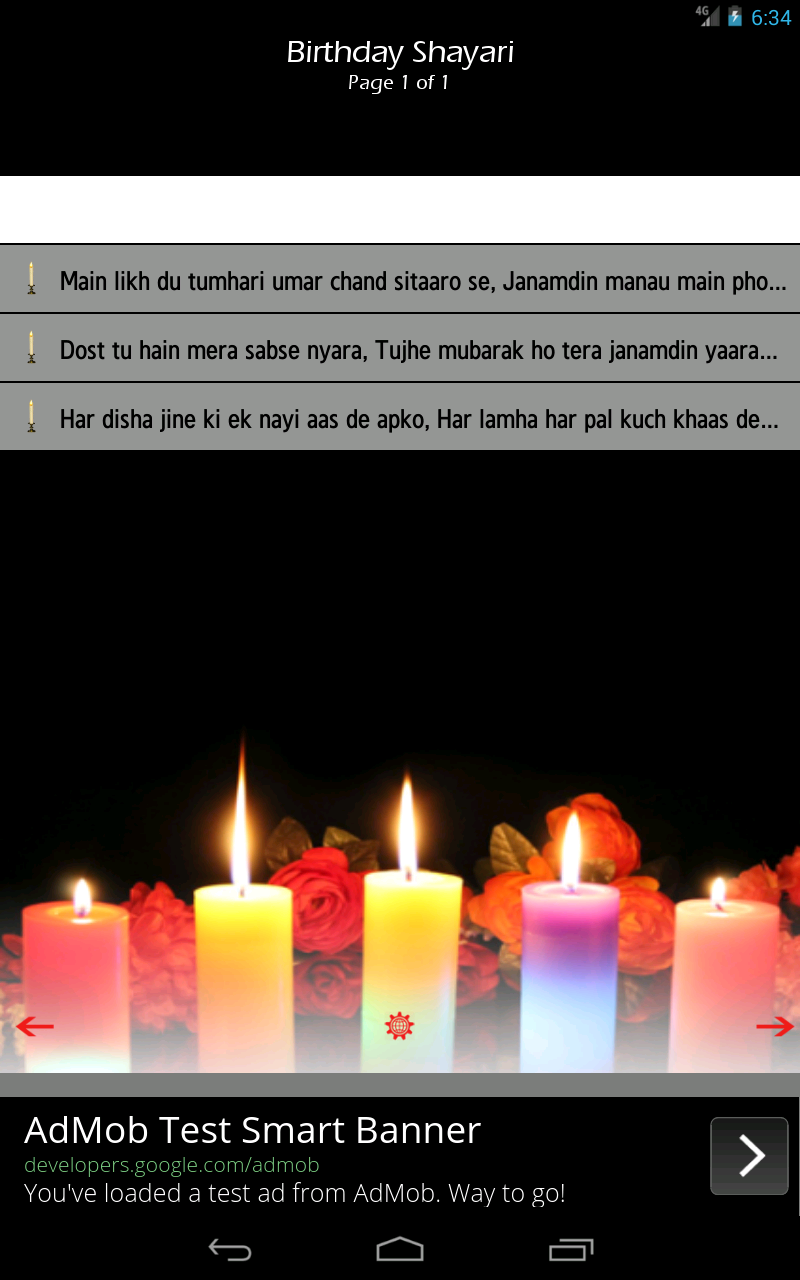 4G 6:34
Birthday Shayari
Page 1 of 1
Main likh du tumhari umar chand sitaaro se, Janamdin manau main pho...
Dost tu hain mera sabse nyara, Tujhe mubarak ho tera janamdin yaara...
Har disha jine ki ek nayi aas de apko, Har lamha har pal kuch khaas de...
AdMob Test Smart Banner
developers.google.com/admob
You've loaded a test ad from AdMob. Way to go!